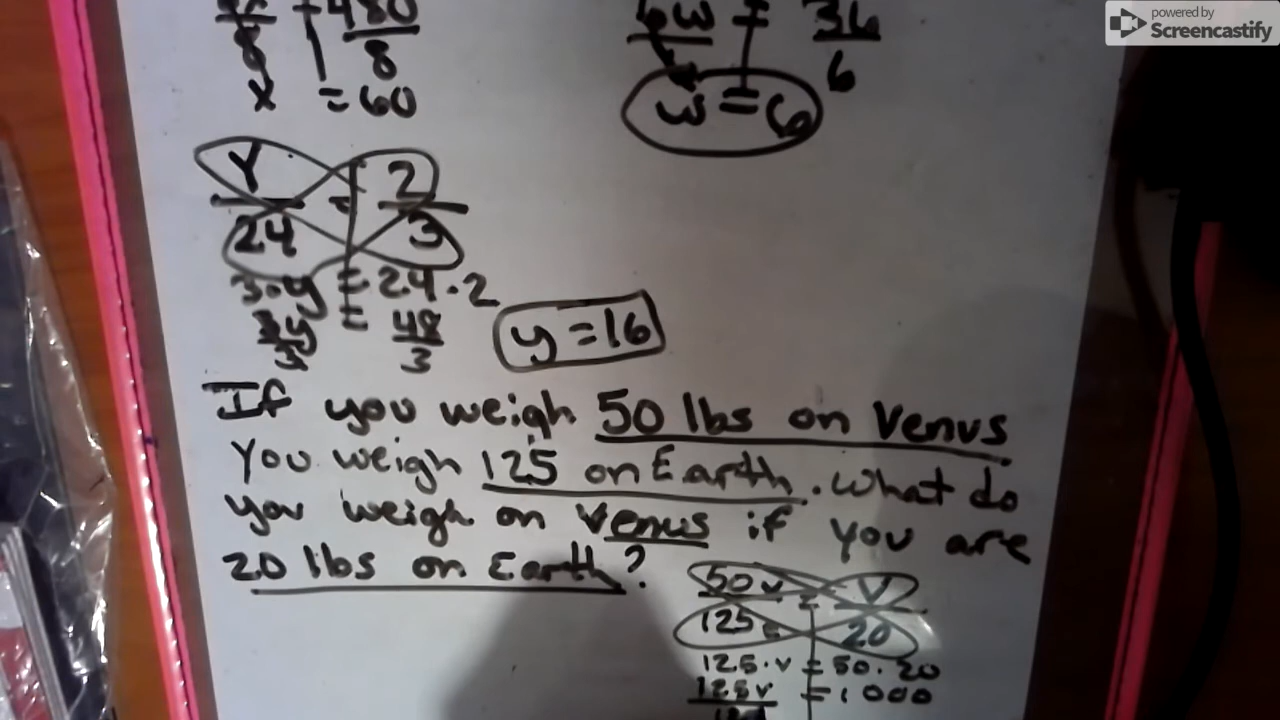 powered by
Screencastify
480
8
x = 60
6w = 36
6
w = 6
Y = 2
24 3
3·y = 24·2
3y = 48
3 3
y = 16
If you weigh 50 lbs on Venus
You weigh 125 on Earth. What do
you weigh on Venus if you are
20 lbs on Earth?
50 v = V
125 E 20
125·v = 50·20
125v = 1000